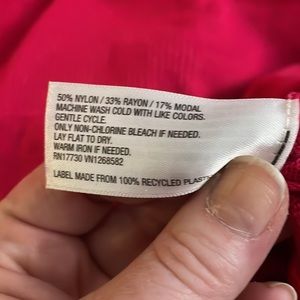 50% NYLON / 33% RAYON / 17% MODAL
MACHINE WASH COLD WITH LIKE COLORS.
GENTLE CYCLE.
ONLY NON-CHLORINE BLEACH IF NEEDED.
LAY FLAT TO DRY.
WARM IRON IF NEEDED.
RN17730 VN1268582
LABEL MADE FROM 100% RECYCLED PLAST